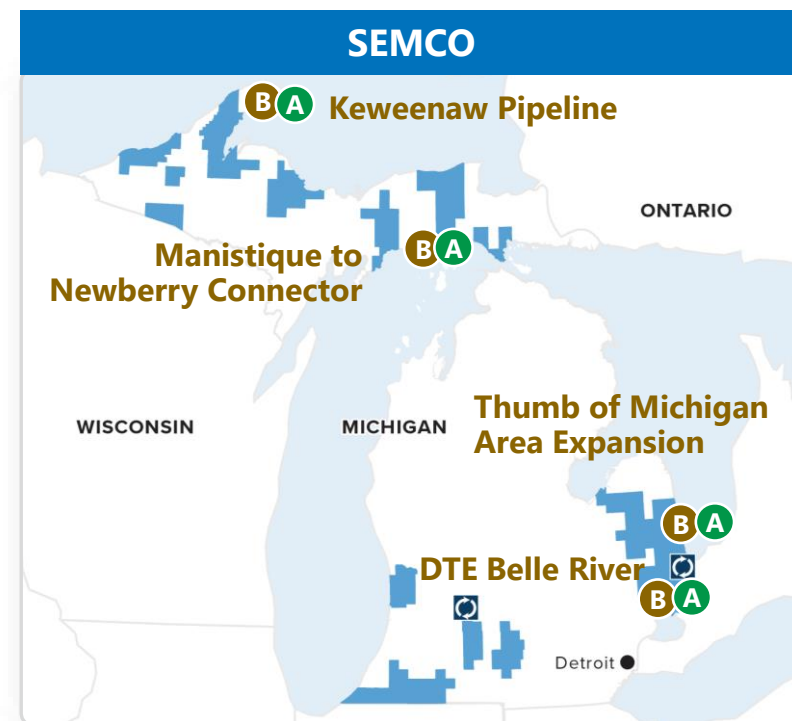 SEMCO
B A Keweenaw Pipeline
ONTARIO
Manistique to
Newberry Connector
B A
WISCONSIN
MICHIGAN
Thumb of Michigan
Area Expansion
B A
DTE Belle River
B A
Detroit